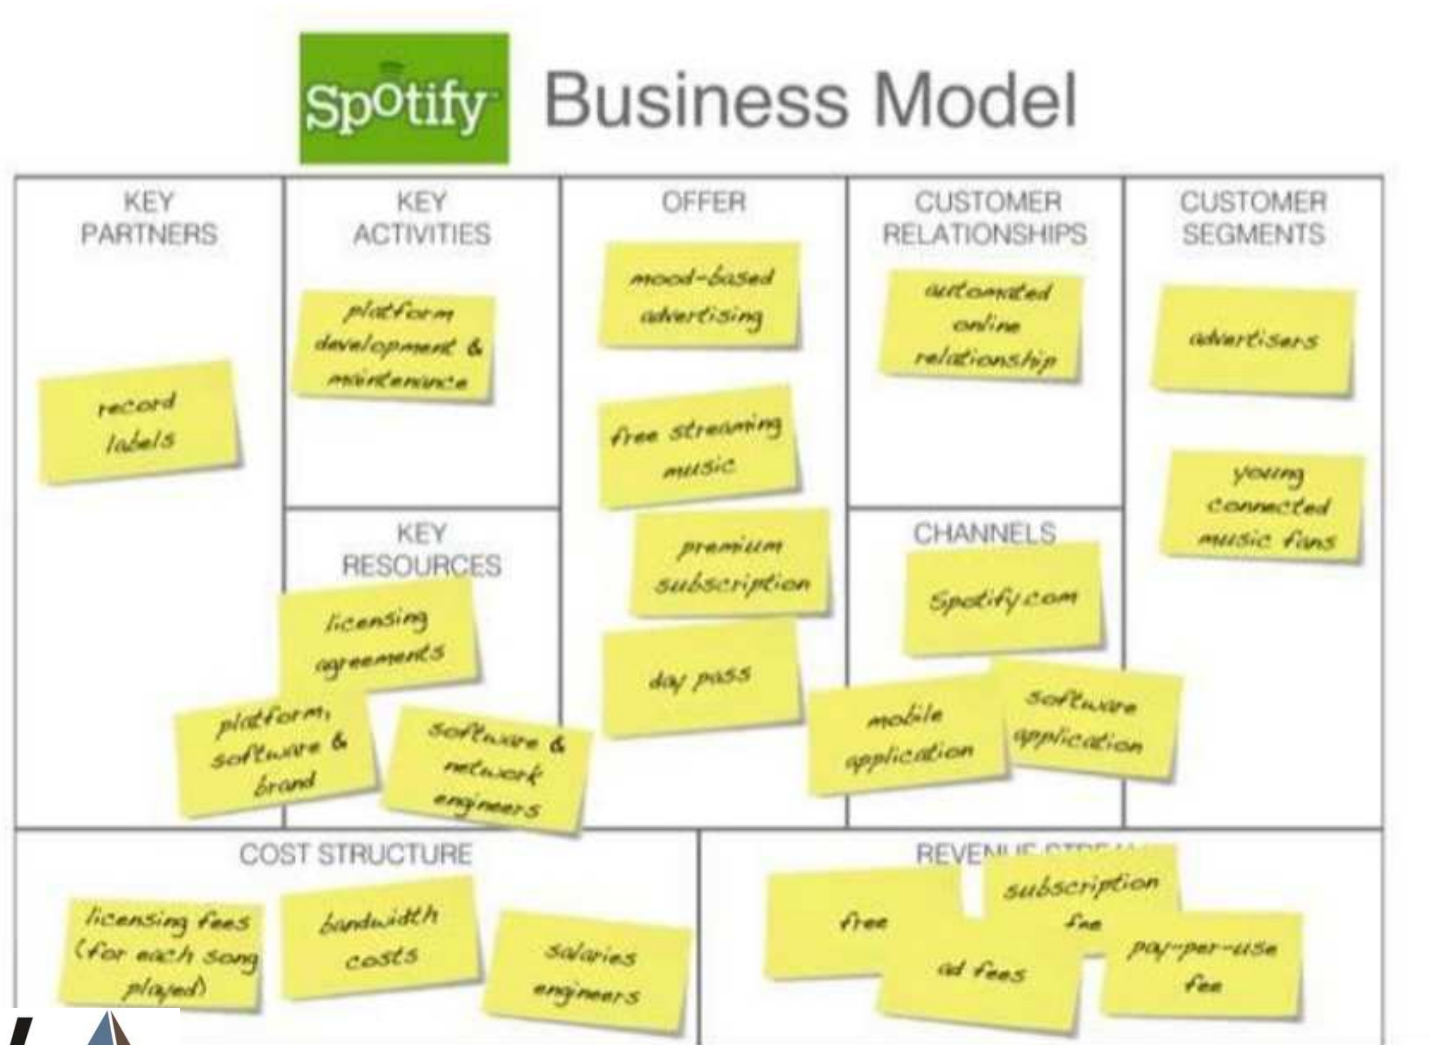 Spotify Business Model
KEY
PARTNERS
record
labels
KEY
ACTIVITIES
platform
development &
maintenance
KEY
RESOURCES
licensing
agreements
platform,
software &
brand
software &
network
engineers
OFFER
mood-based
advertising
free streaming
music
premium
subscription
day pass
CUSTOMER
RELATIONSHIPS
automated
online
relationship
CHANNELS
Spotify.com
mobile
application
software
application
CUSTOMER
SEGMENTS
advertisers
young
connected
music fans
COST STRUCTURE
licensing fees
(for each song
played)
bandwidth
costs
salaries
engineers
REVENUE
free
subscription
fee
ad fees
pay-per-use
fee